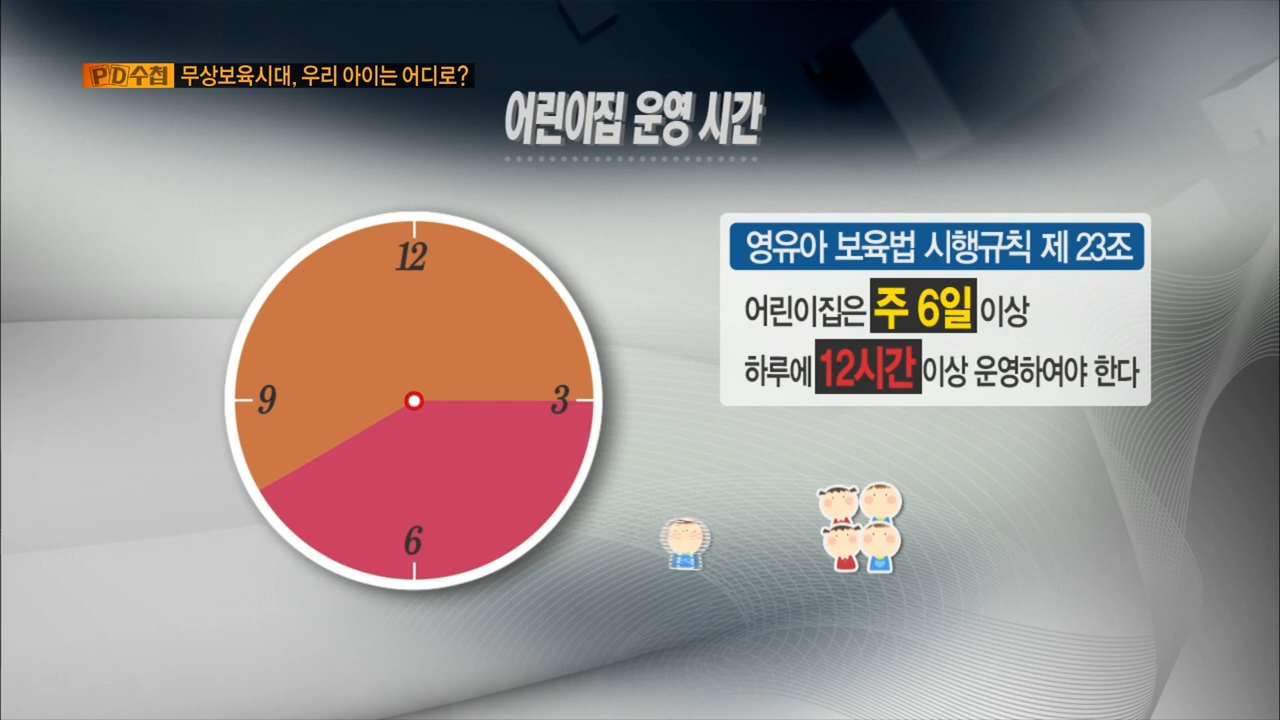 PD수첩 무상보육시대, 우리 아이는 어디로?
어린이집 운영 시간
12
9
3
6
영유아 보육법 시행규칙 제 23조
어린이집은 주 6일 이상
하루에 12시간 이상 운영하여야 한다